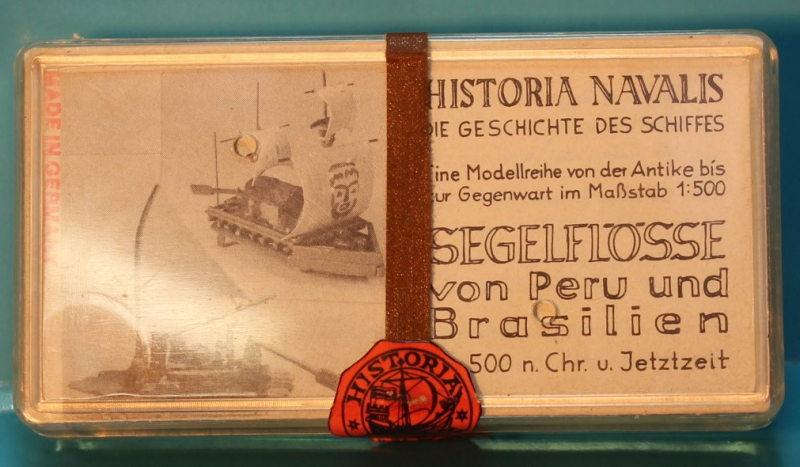 MADE IN GERMANY
HISTORIA NAVALIS
DIE GESCHICHTE DES SCHIFFES
Eine Modellreihe von der Antike bis
zur Gegenwart im Maßstab 1:500
SEGELFLÖSSE
von Peru und
Brasilien
500 n. Chr. u. Jetztzeit
HISTORIA